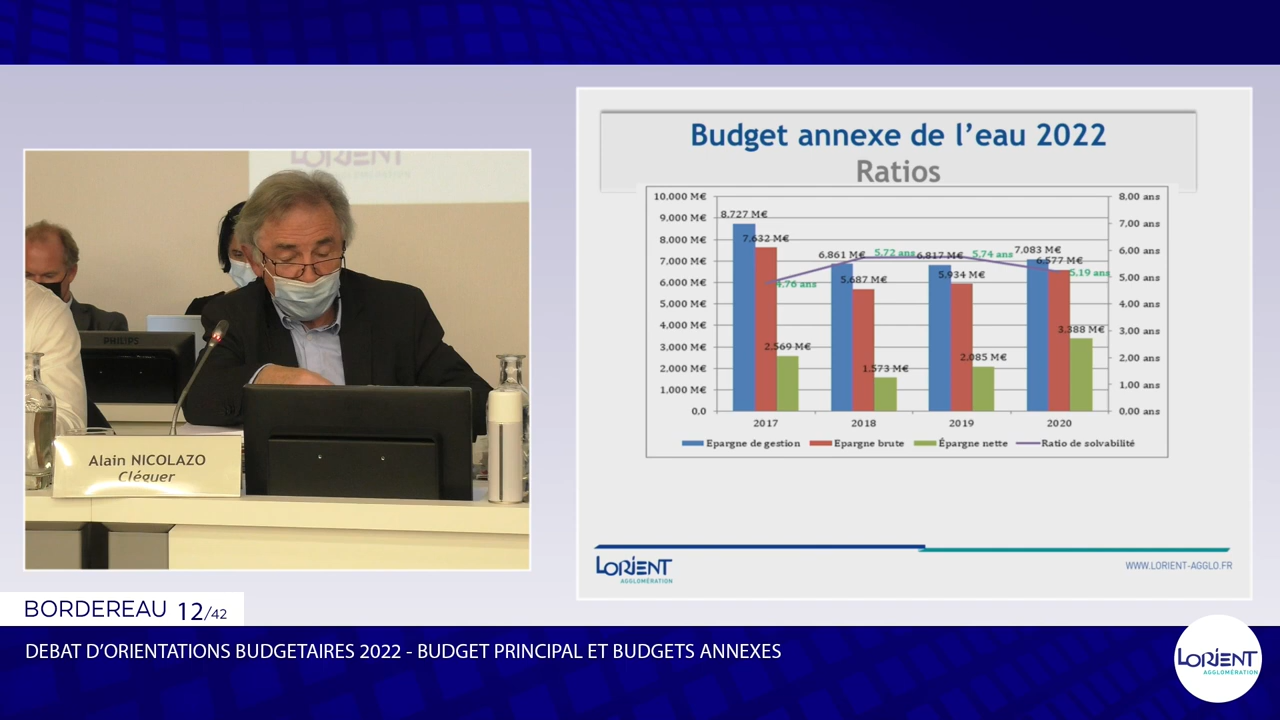 LORIENT
PHILIPS
Alain NICOLAZO
Cléguer
Budget annexe de l'eau 2022
Ratios
10.000 M€
9,000 M€
8,000 M€
7,000 M€
6,000 M€
5,000 M€
4,000 M€
3,000 M€
2,000 M€
1,000 M€
0,0
8.00 ans
7.00 ans
6.00 ans
5.00 ans
4.00 ans
3.00 ans
2.00 ans
1.00 ans
0.00 ans
8,727 M€
7,632 M€
2,569 M€
4.76 ans
6,861 M€
5,687 M€
1,573 M€
5.72 ans
6,817 M€
5,934 M€
2,085 M€
5.74 ans
7,083 M€
6,577 M€
3,388 M€
5.19 ans
2017 2018 2019 2020
Epargne de gestion Epargne brute Épargne nette Ratio de solvabilité
LORIENT
AGGLOMÉRATION
WWW.LORIENT-AGGLO.FR
BORDEREAU 12/42
DEBAT D'ORIENTATIONS BUDGETAIRES 2022 - BUDGET PRINCIPAL ET BUDGETS ANNEXES
LORIENT
AGGLOMÉRATION